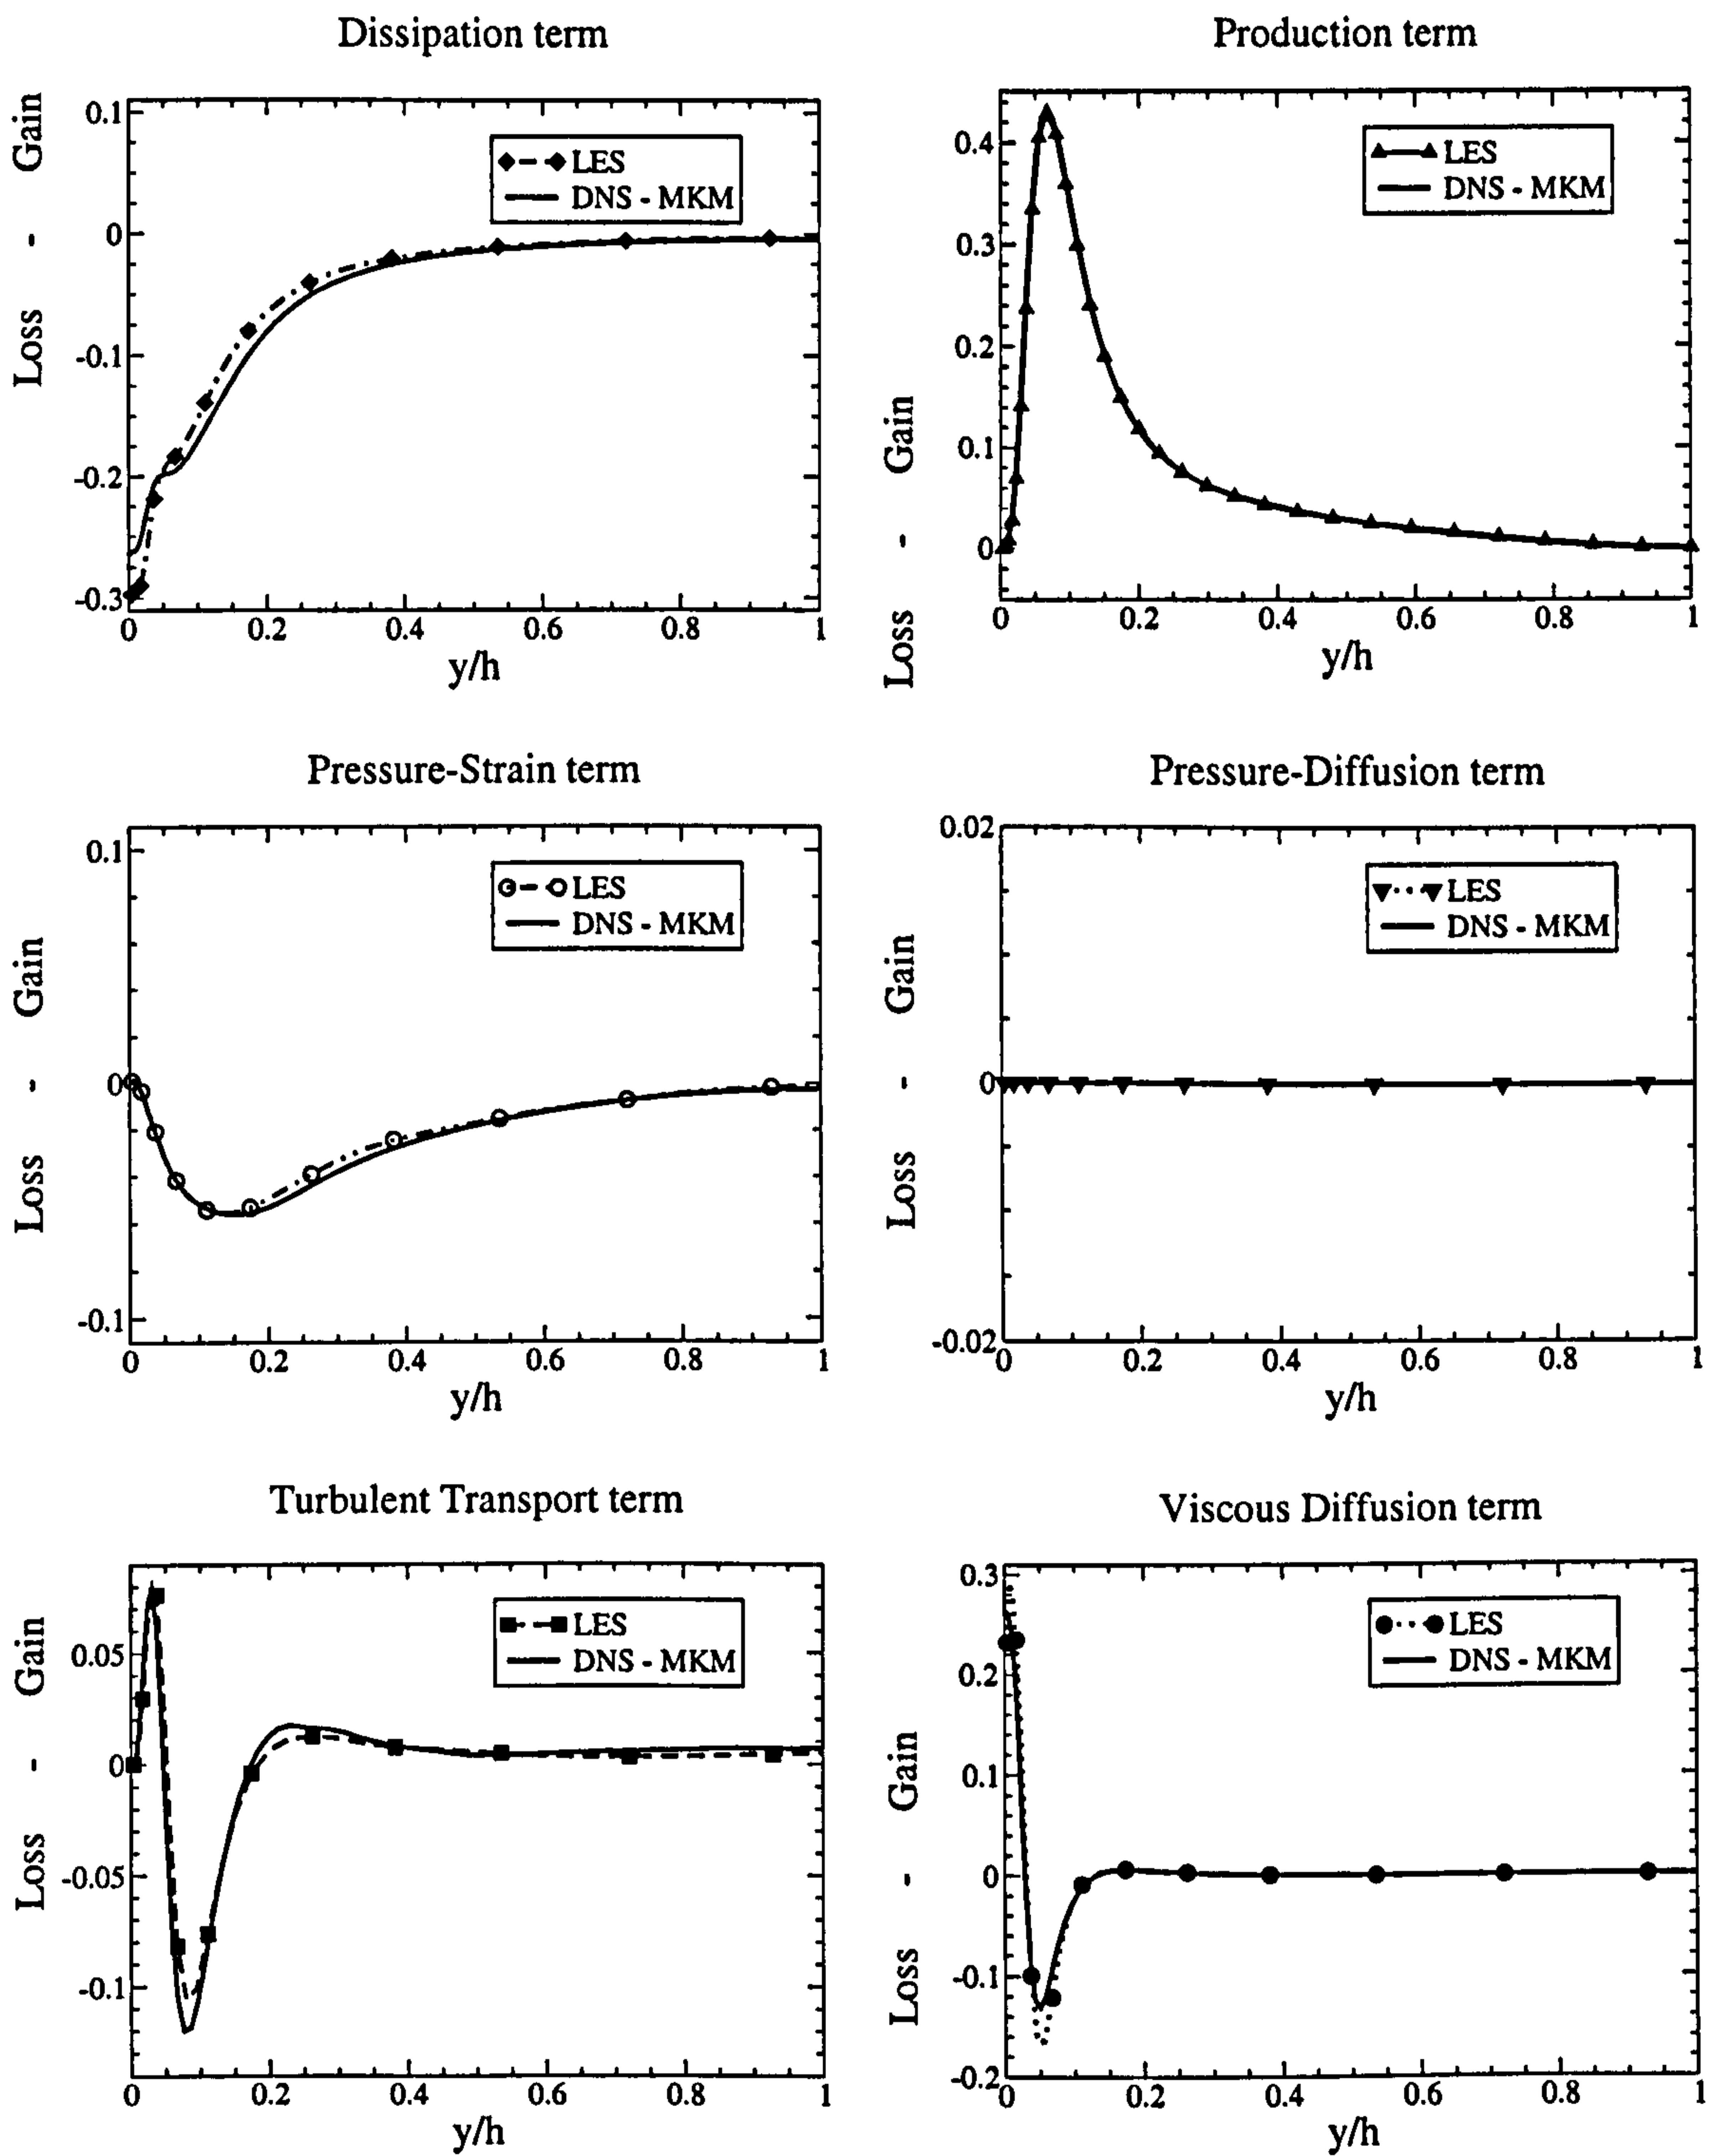 Dissipation term
Loss - Gain
0.1
0
-0.1
-0.2
-0.3
LES
DNS - MKM
0 0.2 0.4 0.6 0.8 1
y/h
Production term
Loss - Gain
0.4
0.3
0.2
0.1
0
LES
DNS - MKM
0 0.2 0.4 0.6 0.8 1
y/h
Pressure-Strain term
Loss - Gain
0.1
0
-0.1
LES
DNS - MKM
0 0.2 0.4 0.6 0.8 1
y/h
Pressure-Diffusion term
Loss - Gain
0.02
0
-0.02
LES
DNS - MKM
0 0.2 0.4 0.6 0.8 1
y/h
Turbulent Transport term
Loss - Gain
0.05
0
-0.05
-0.1
LES
DNS - MKM
0 0.2 0.4 0.6 0.8 1
y/h
Viscous Diffusion term
Loss - Gain
0.3
0.2
0.1
0
-0.1
-0.2
LES
DNS - MKM
0 0.2 0.4 0.6 0.8 1
y/h